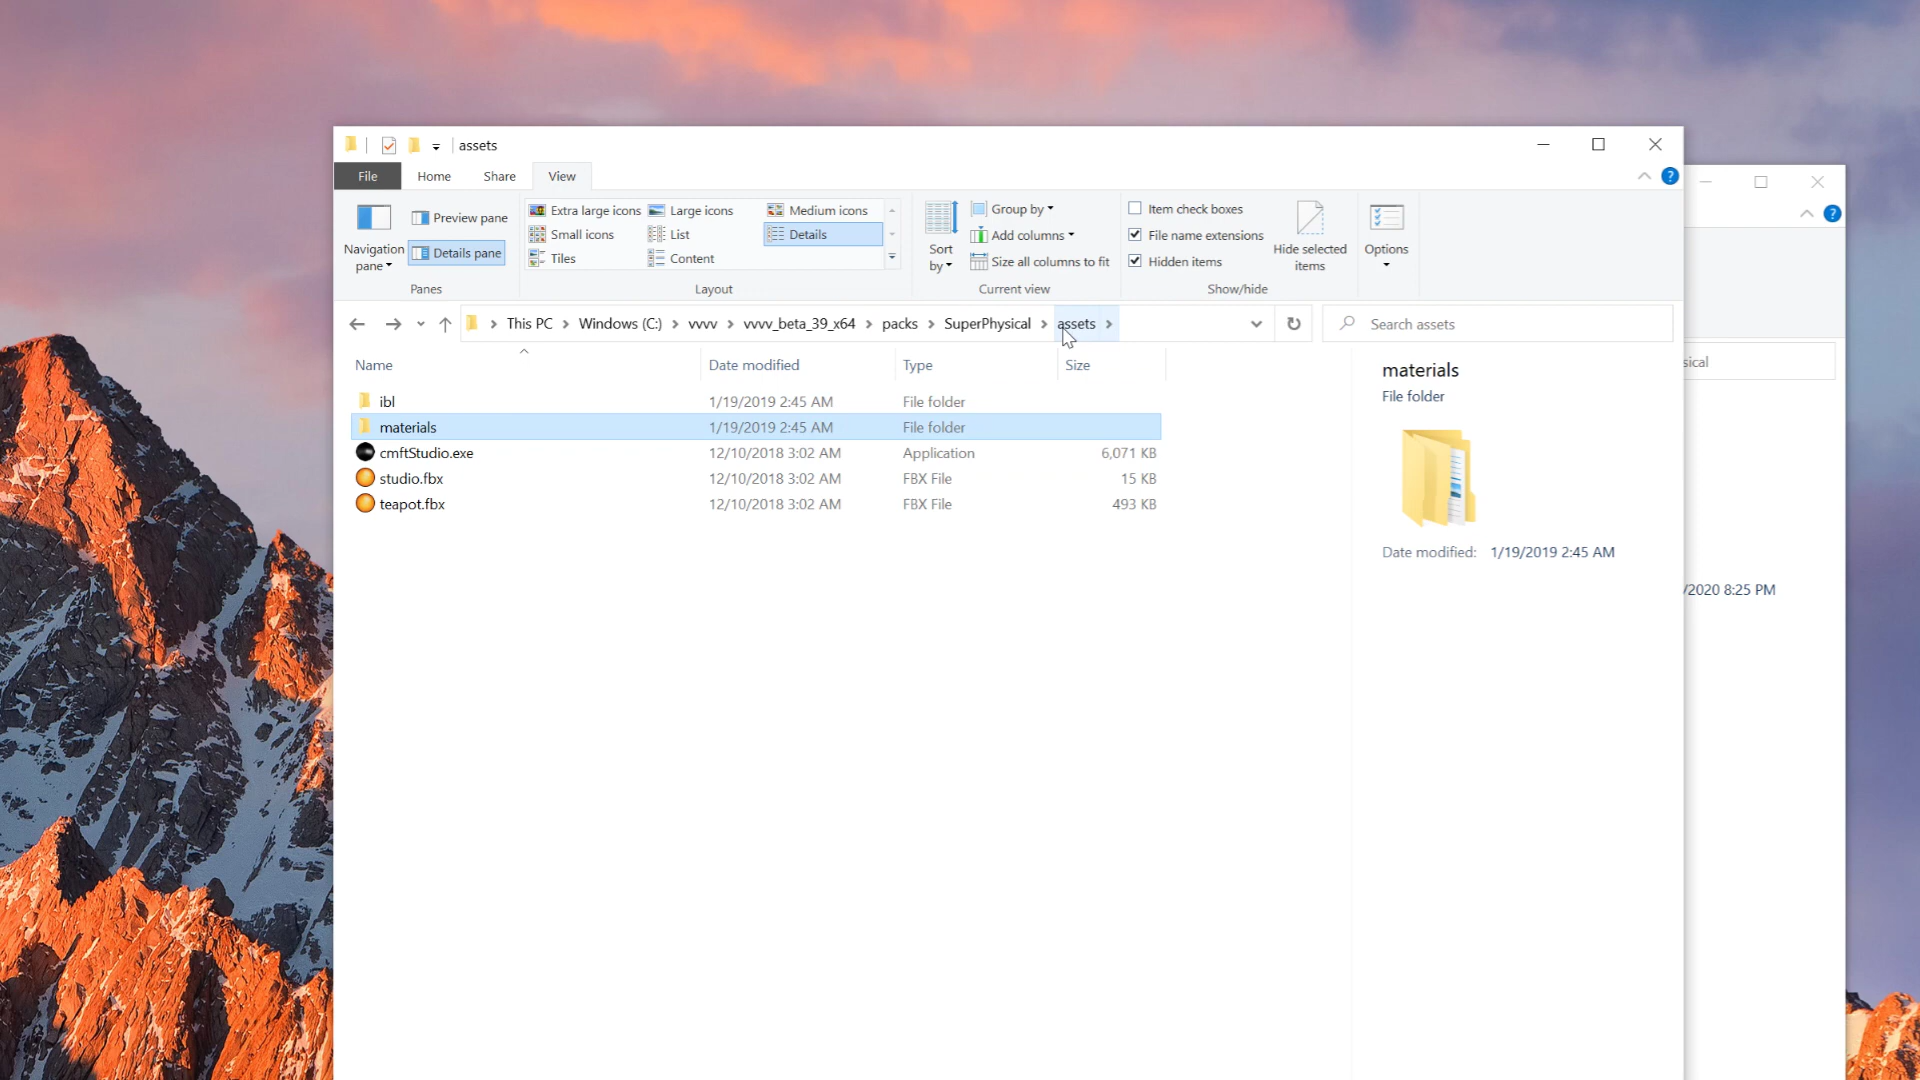 assets
File Home Share View
Navigation pane
Preview pane
Details pane
Panes
Extra large icons Large icons Medium icons
Small icons List Details
Tiles Content
Layout
Sort by
Group by
Add columns
Size all columns to fit
Current view
Item check boxes
File name extensions
Hidden items
Hide selected items
Show/hide
Options
This PC > Windows (C:) > vvvv > vvvv_beta_39_x64 > packs > SuperPhysical > assets >
Search assets
sical
Name Date modified Type Size
ibl 1/19/2019 2:45 AM File folder
materials 1/19/2019 2:45 AM File folder
cmftStudio.exe 12/10/2018 3:02 AM Application 6,071 KB
studio.fbx 12/10/2018 3:02 AM FBX File 15 KB
teapot.fbx 12/10/2018 3:02 AM FBX File 493 KB
materials
File folder
Date modified: 1/19/2019 2:45 AM
/2020 8:25 PM